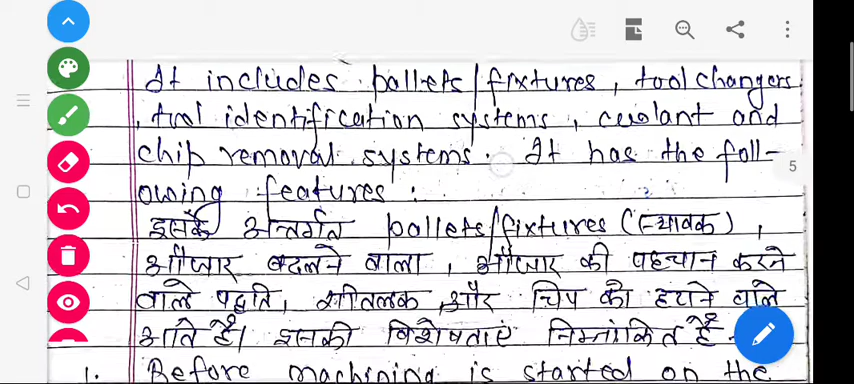 It includes pallets/fixtures, tool changers
, tool identification systems, coolant and
chip removal systems. It has the foll-
5
owing features:
इसके अन्तर्गत pallets/fixtures (स्थापक),
औजार बदलने वाला, औजार की पहचान करने
वाले पद्धति, शीतलक और चिप को हटाने वाले
आते हैं। इसकी विशेषताएं निम्नांकित हैं-
1. Before machining is started on the